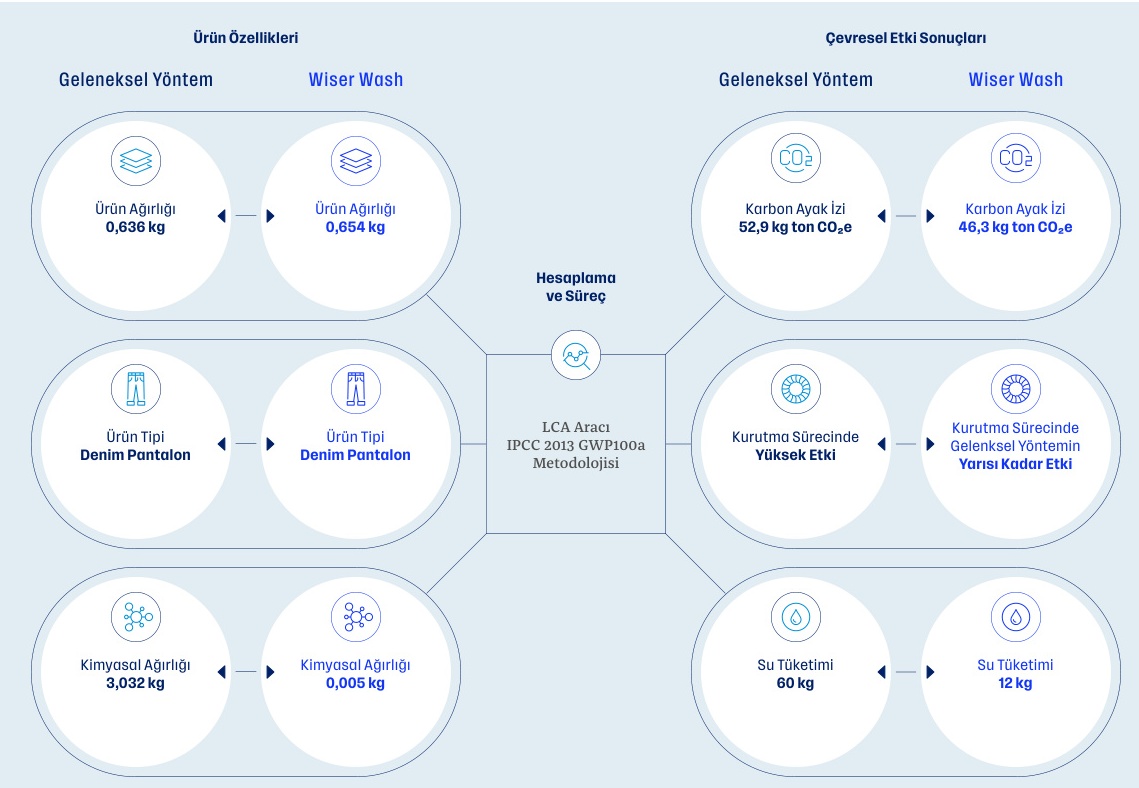 Ürün Özellikleri
Geleneksel Yöntem
Wiser Wash
Ürün Ağırlığı
0,636 kg
Ürün Ağırlığı
0,654 kg
Ürün Tipi
Denim Pantalon
Ürün Tipi
Denim Pantalon
Kimyasal Ağırlığı
3,032 kg
Kimyasal Ağırlığı
0,005 kg
Hesaplama
ve Süreç
LCA Aracı
IPCC 2013 GWP100a
Metodolojisi
Çevresel Etki Sonuçları
Geleneksel Yöntem
Wiser Wash
CO₂
Karbon Ayak İzi
52,9 kg ton CO₂e
CO₂
Karbon Ayak İzi
46,3 kg ton CO₂e
Kurutma Sürecinde
Yüksek Etki
Kurutma Sürecinde
Gelenksel Yöntemin
Yarısı Kadar Etki
Su Tüketimi
60 kg
Su Tüketimi
12 kg